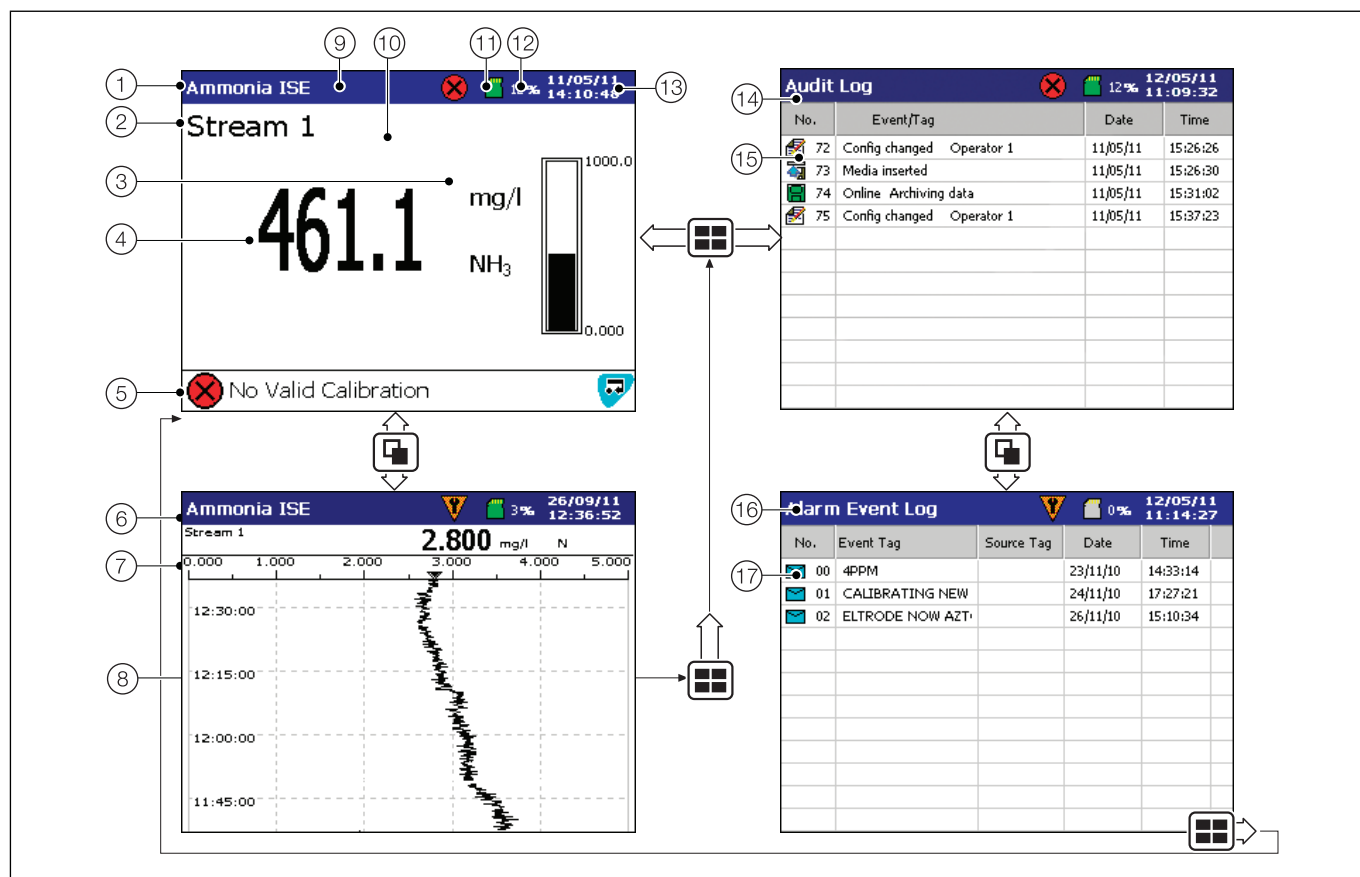 9 10 11 12
1 Ammonia ISE 12% 11/05/11 14:10:48 13
2 Stream 1
3 1000.0
mg/l
4 461.1
NH₃
0.000
5 No Valid Calibration
14 Audit Log 12% 12/05/11 11:09:32
No. Event/Tag Date Time
72 Config changed Operator 1 11/05/11 15:26:26
15 73 Media inserted 11/05/11 15:26:30
74 Online Archiving data 11/05/11 15:31:02
75 Config changed Operator 1 11/05/11 15:37:23
6 Ammonia ISE 3% 26/09/11 12:36:52
Stream 1 2.800 mg/l N
7 0.000 1.000 2.000 3.000 4.000 5.000
12:30:00
8 12:15:00
12:00:00
11:45:00
16 Alarm Event Log 0% 12/05/11 11:14:27
No. Event Tag Source Tag Date Time
17 00 4PPM 23/11/10 14:33:14
01 CALIBRATING NEW 24/11/10 17:27:21
02 ELTRODE NOW AZT 26/11/10 15:10:34